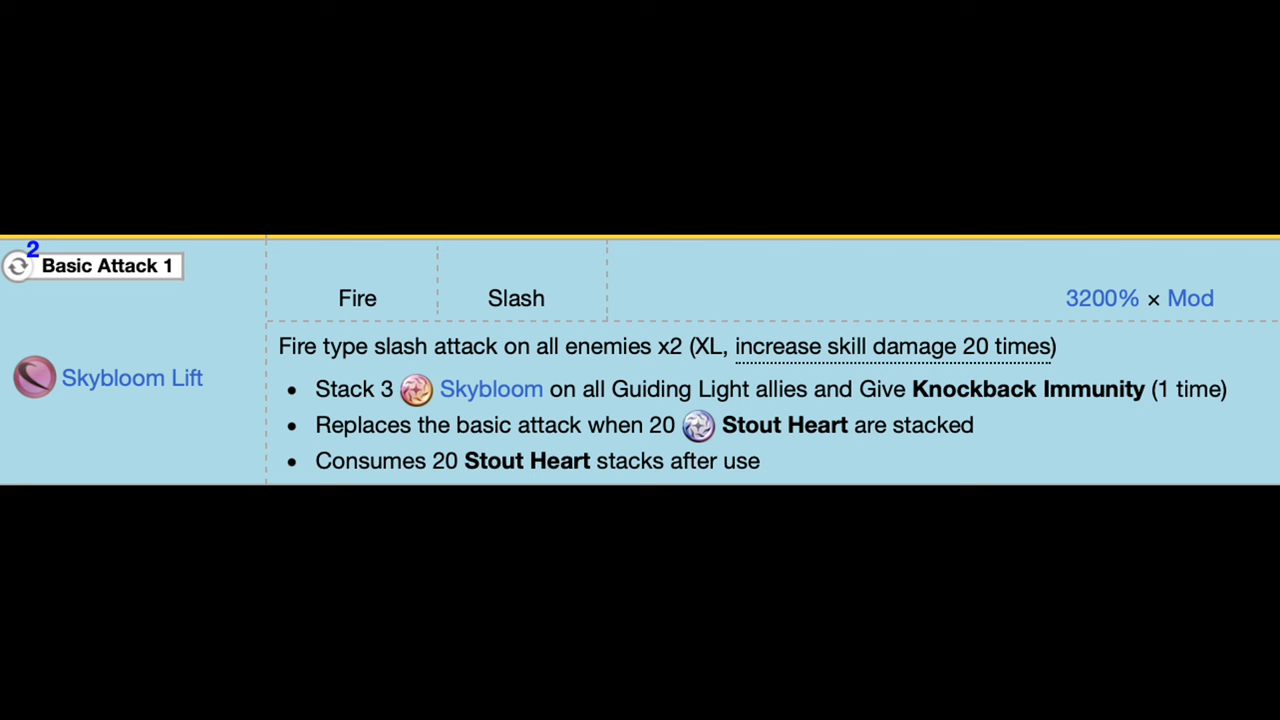 2
Basic Attack 1
Fire
Slash
3200% × Mod
Skybloom Lift
Fire type slash attack on all enemies x2 (XL, increase skill damage 20 times)
• Stack 3 Skybloom on all Guiding Light allies and Give Knockback Immunity (1 time)
• Replaces the basic attack when 20 Stout Heart are stacked
• Consumes 20 Stout Heart stacks after use